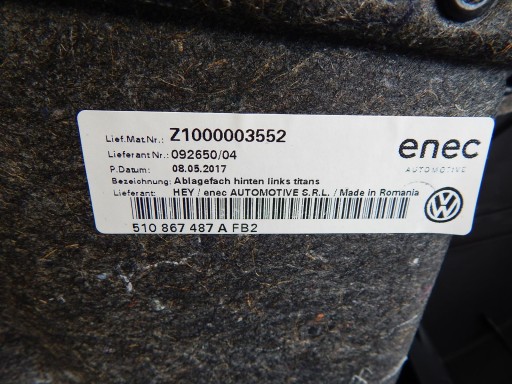 Lief.Mat.Nr.: Z1000003552
Lieferant Nr.: 092650/04
P.Datum: 08.05.2017
Bezeichnung: Ablagefach hinten links titans
Lieferant: HEY / enec AUTOMOTIVE S.R.L. / Made in Romania
510 867 487 A FB2
enec
AUTOMOTIVE
VW